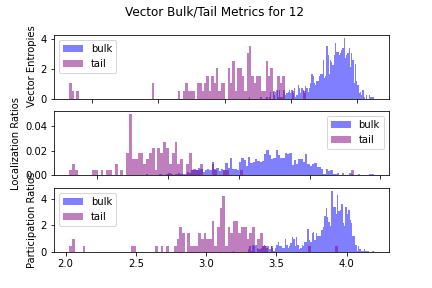 Vector Bulk/Tail Metrics for 12
Vector Entropies
4
2
0
bulk
tail
Localization Ratios
0.04
0.02
0.00
bulk
tail
Participation Ratios
4
2
0
bulk
tail
2.0 2.5 3.0 3.5 4.0